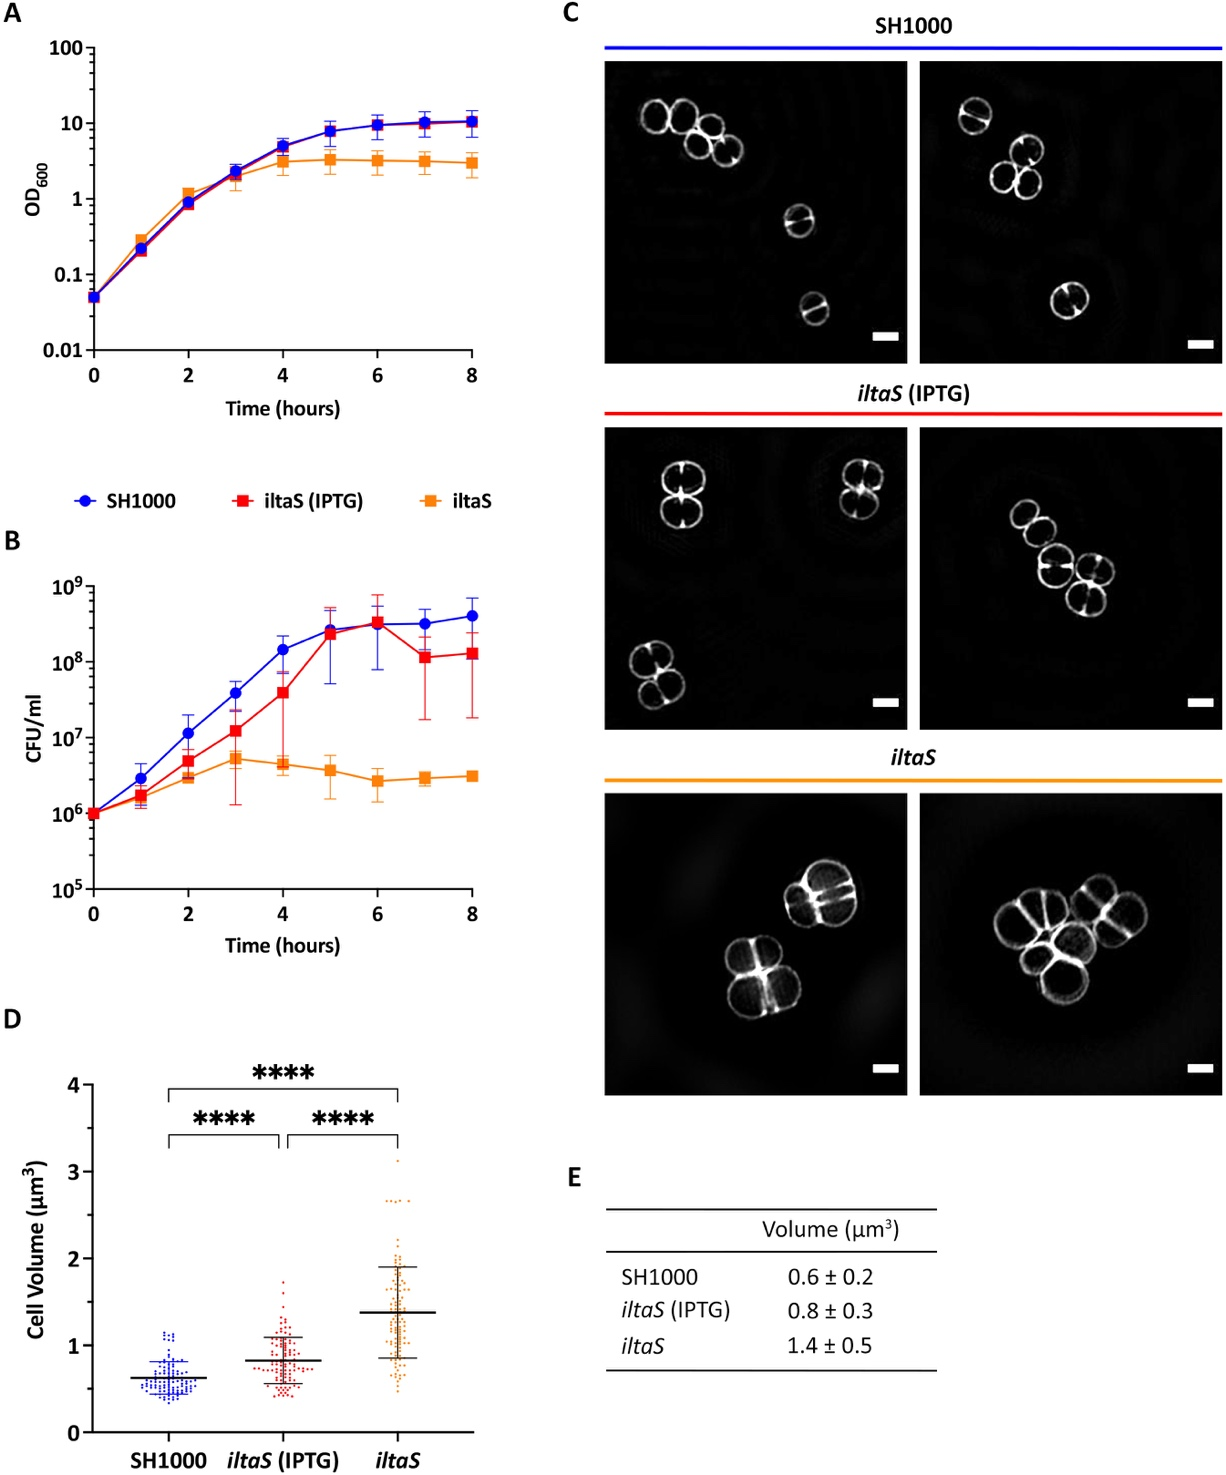 A
100
10
1
0.1
0.01
OD600
0 2 4 6 8
Time (hours)
SH1000 iltaS (IPTG) iltaS
B
10⁹
10⁸
10⁷
10⁶
10⁵
CFU/ml
0 2 4 6 8
Time (hours)
C
SH1000
iltaS (IPTG)
iltaS
D
4
3
2
1
0
Cell Volume (μm³)
****
**** ****
SH1000 iltaS (IPTG) iltaS
E
Volume (μm³)
SH1000 0.6 ± 0.2
iltaS (IPTG) 0.8 ± 0.3
iltaS 1.4 ± 0.5